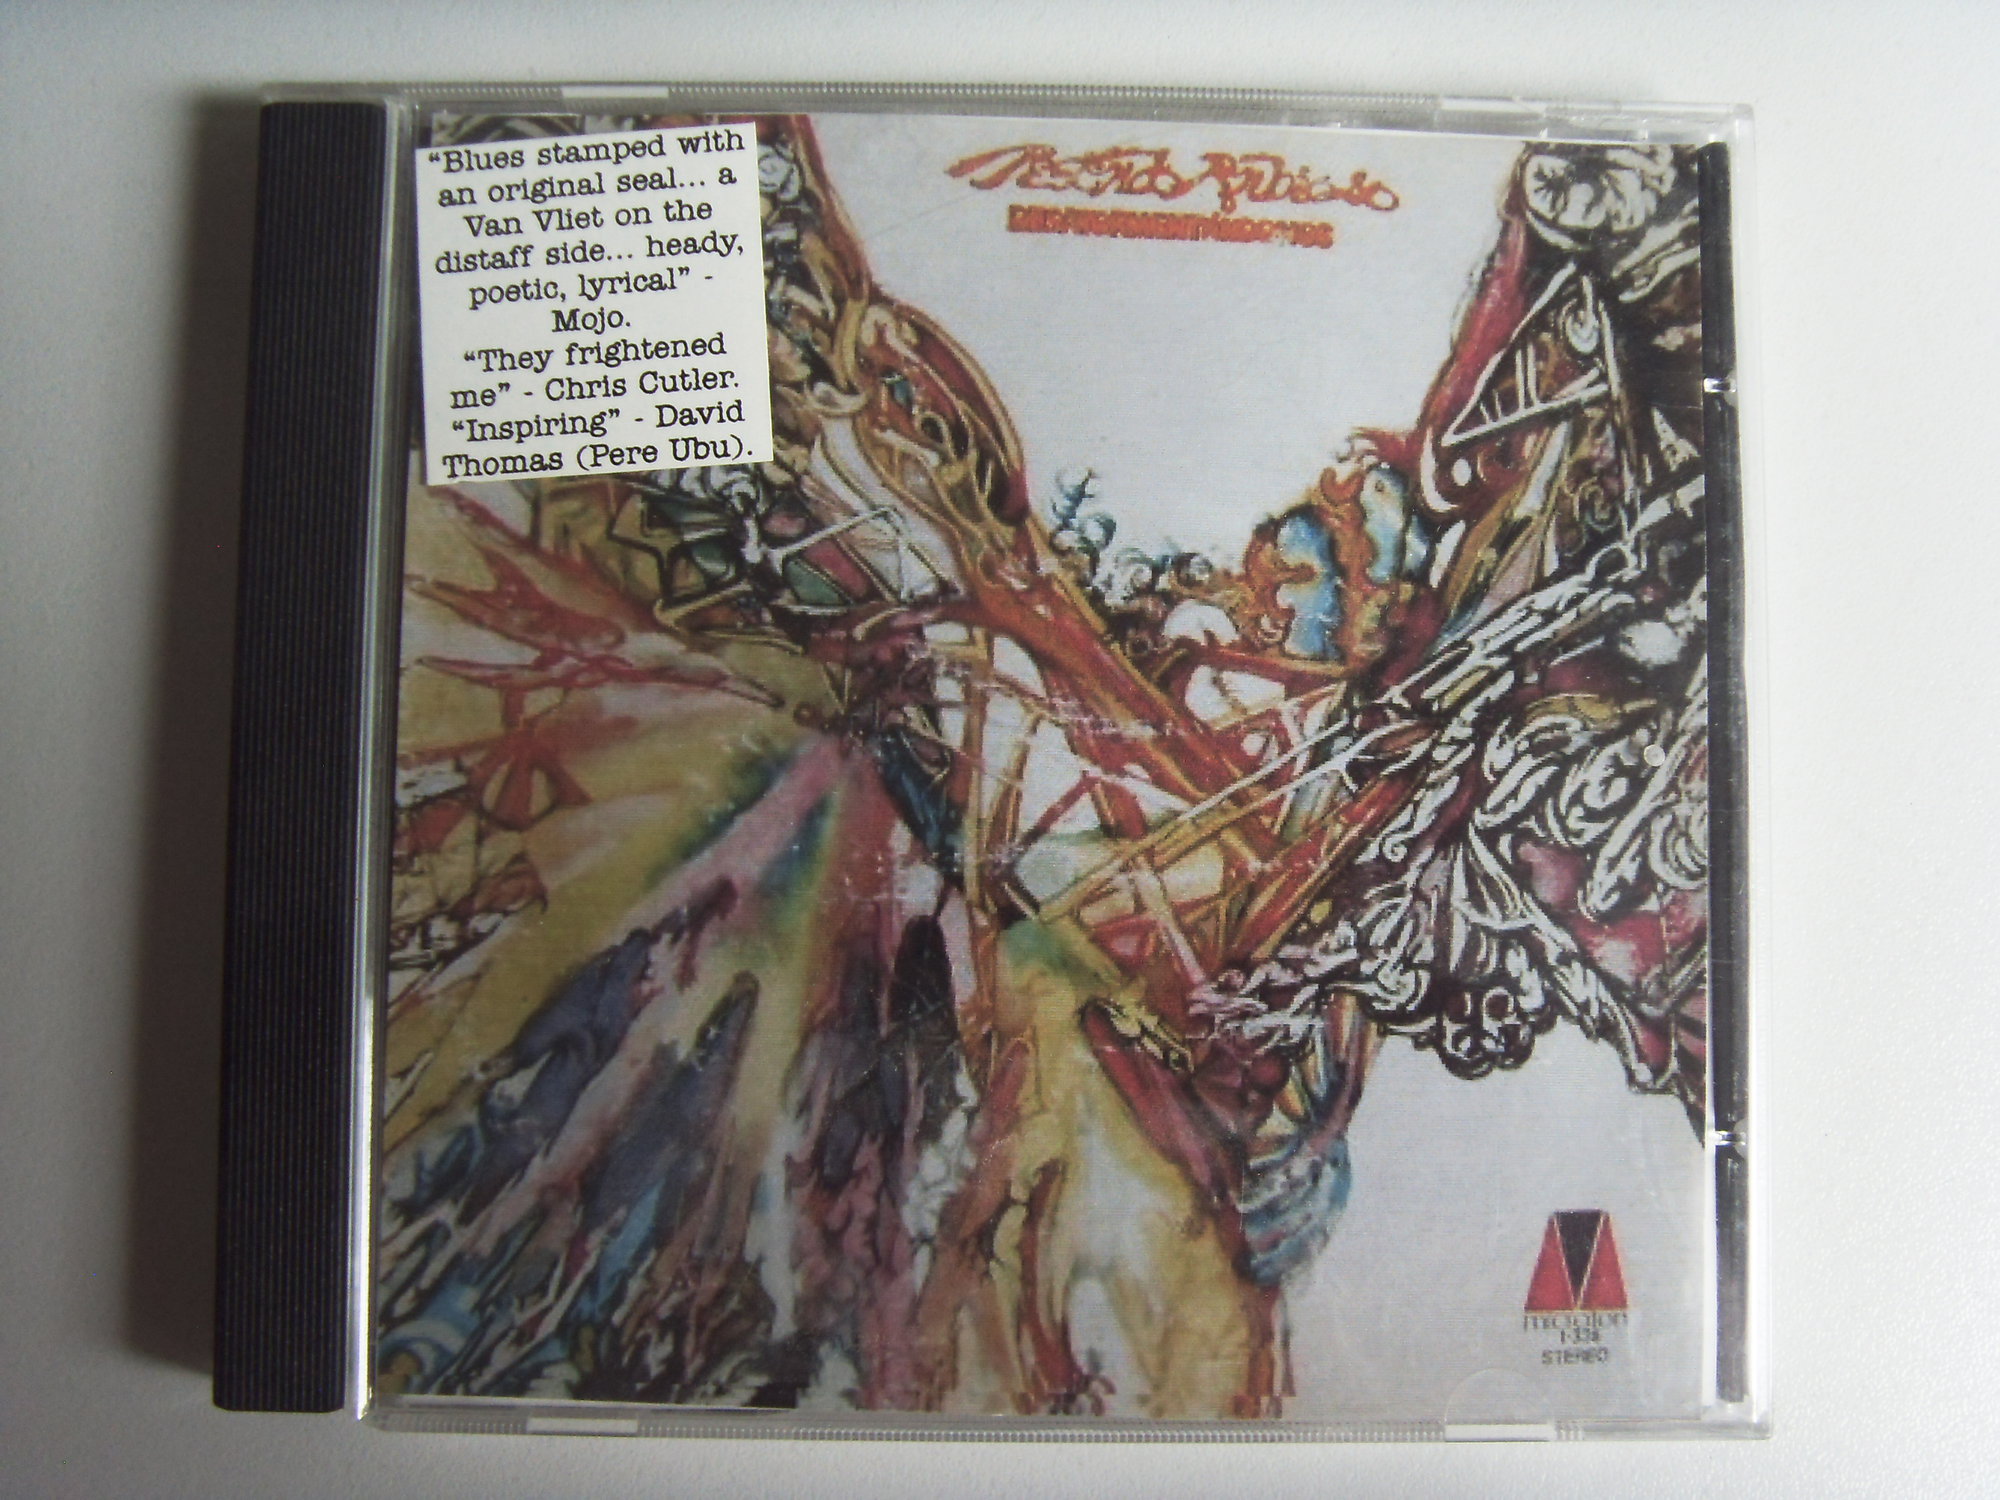 “Blues stamped with
an original seal... a
Van Vliet on the
distaff side... heady,
poetic, lyrical” -
Mojo.
“They frightened
me” - Chris Cutler.
“Inspiring” - David
Thomas (Pere Ubu).
STEREO